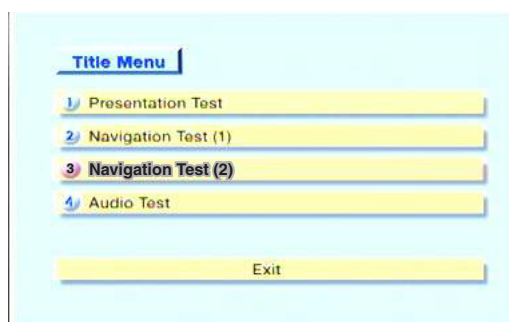 Title Menu
1 Presentation Test
2 Navigation Test (1)
3 Navigation Test (2)
4 Audio Test
Exit